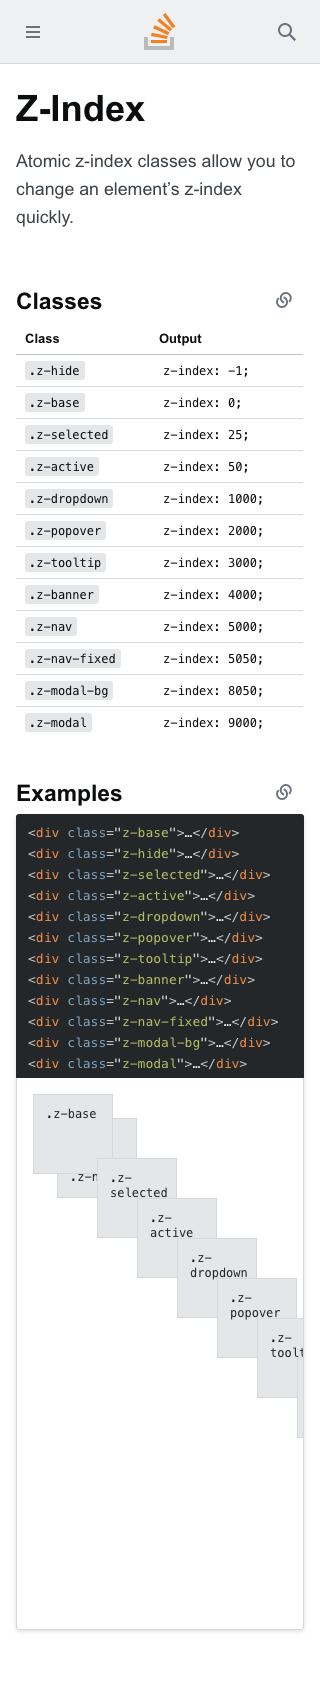 Z-Index
Atomic z-index classes allow you to
change an element’s z-index
quickly.
Classes
Class Output
.z-hide z-index: -1;
.z-base z-index: 0;
.z-selected z-index: 25;
.z-active z-index: 50;
.z-dropdown z-index: 1000;
.z-popover z-index: 2000;
.z-tooltip z-index: 3000;
.z-banner z-index: 4000;
.z-nav z-index: 5000;
.z-nav-fixed z-index: 5050;
.z-modal-bg z-index: 8050;
.z-modal z-index: 9000;
Examples
<div class="z-base">…</div>
<div class="z-hide">…</div>
<div class="z-selected">…</div>
<div class="z-active">…</div>
<div class="z-dropdown">…</div>
<div class="z-popover">…</div>
<div class="z-tooltip">…</div>
<div class="z-banner">…</div>
<div class="z-nav">…</div>
<div class="z-nav-fixed">…</div>
<div class="z-modal-bg">…</div>
<div class="z-modal">…</div>
.z-base
.z-
selected
.z-
active
.z-
dropdown
.z-
popover
.z-